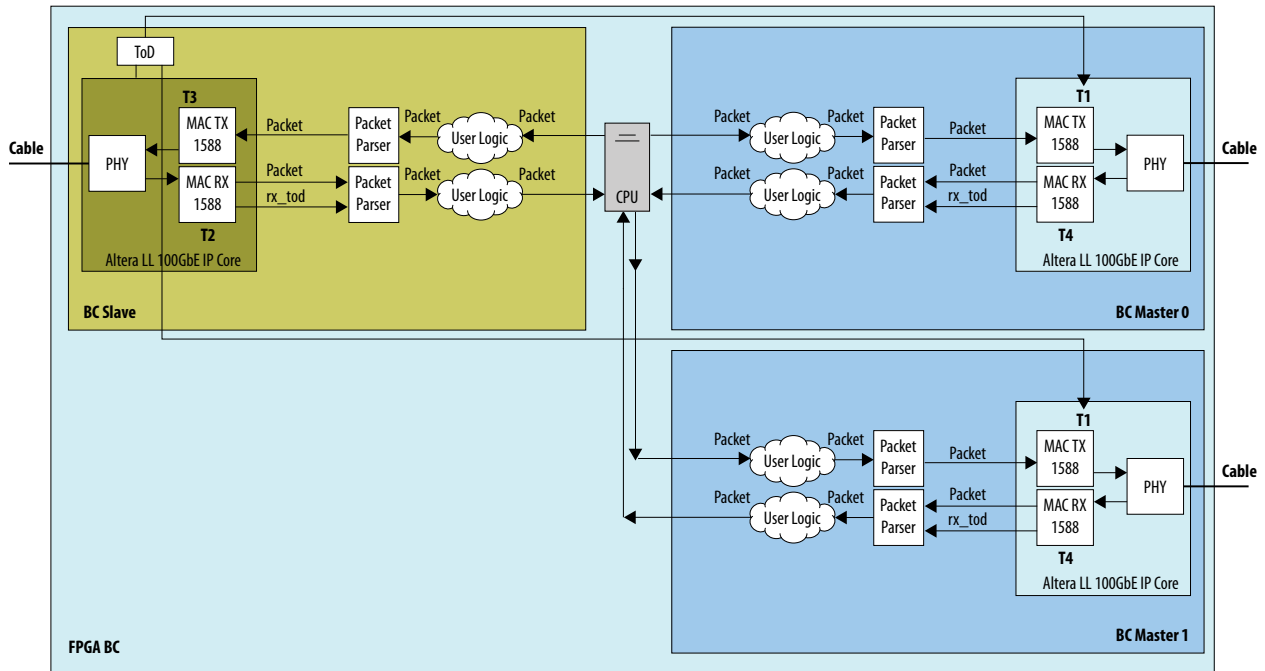 ToD
T3
MAC TX
1588
Packet
Packet
Parser
Packet
User Logic
Packet
Cable
PHY
MAC RX
1588
Packet
rx_tod
Packet
Parser
Packet
User Logic
Packet
T2
Altera LL 100GbE IP Core
BC Slave
CPU
T1
Packet
User Logic
Packet
Packet
Parser
Packet
MAC TX
1588
PHY
Cable
Packet
User Logic
Packet
Packet
Parser
Packet
rx_tod
MAC RX
1588
T4
Altera LL 100GbE IP Core
BC Master 0
T1
Packet
User Logic
Packet
Packet
Parser
Packet
MAC TX
1588
PHY
Cable
Packet
User Logic
Packet
Packet
Parser
Packet
rx_tod
MAC RX
1588
T4
Altera LL 100GbE IP Core
BC Master 1
FPGA BC